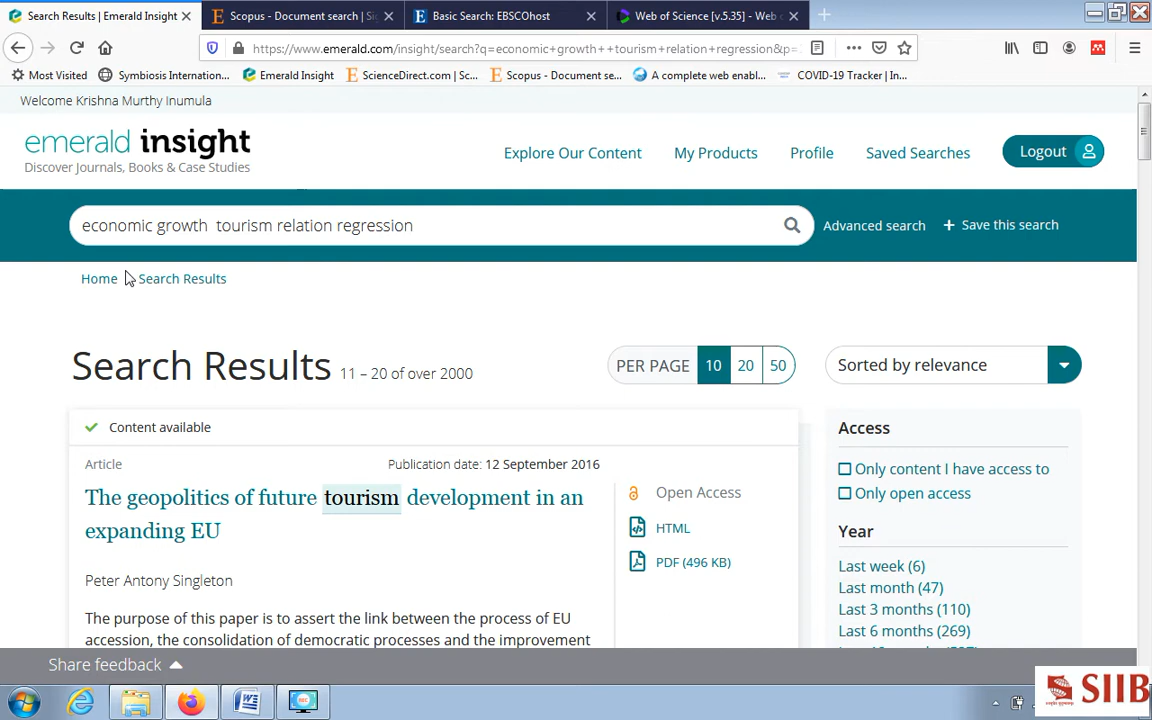 Search Results | Emerald Insight
Scopus - Document search | Sig
Basic Search: EBSCOhost
Web of Science [v.5.35] - Web
https://www.emerald.com/insight/search?q=economic+growth++tourism+relation+regression&p=
Most Visited
Symbiosis Internation...
Emerald Insight
ScienceDirect.com | Sc...
Scopus - Document se...
A complete web enabl...
COVID-19 Tracker | In...
Welcome Krishna Murthy Inumula
emerald insight
Discover Journals, Books & Case Studies
Explore Our Content
My Products
Profile
Saved Searches
Logout
economic growth  tourism relation regression
Advanced search
+ Save this search
Home
Search Results
Search Results 11 – 20 of over 2000
PER PAGE 10 20 50
Sorted by relevance
Content available
Article
Publication date: 12 September 2016
The geopolitics of future tourism development in an
expanding EU
Peter Antony Singleton
The purpose of this paper is to assert the link between the process of EU
accession, the consolidation of democratic processes and the improvement
Open Access
HTML
PDF (496 KB)
Access
Only content I have access to
Only open access
Year
Last week (6)
Last month (47)
Last 3 months (110)
Last 6 months (269)
Share feedback
SIIB